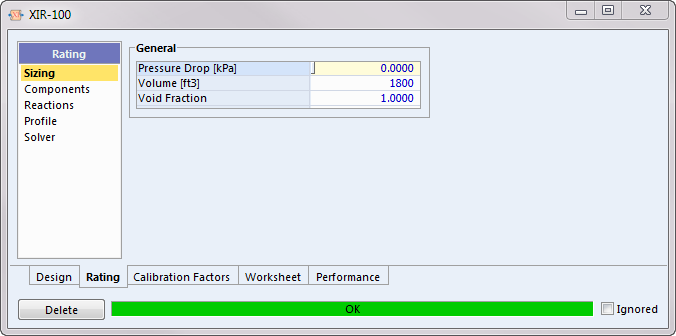 XIR-100
Rating
Sizing
Components
Reactions
Profile
Solver
General
Pressure Drop [kPa] 0.0000
Volume [ft3] 1800
Void Fraction 1.0000
Design Rating Calibration Factors Worksheet Performance
Delete OK Ignored